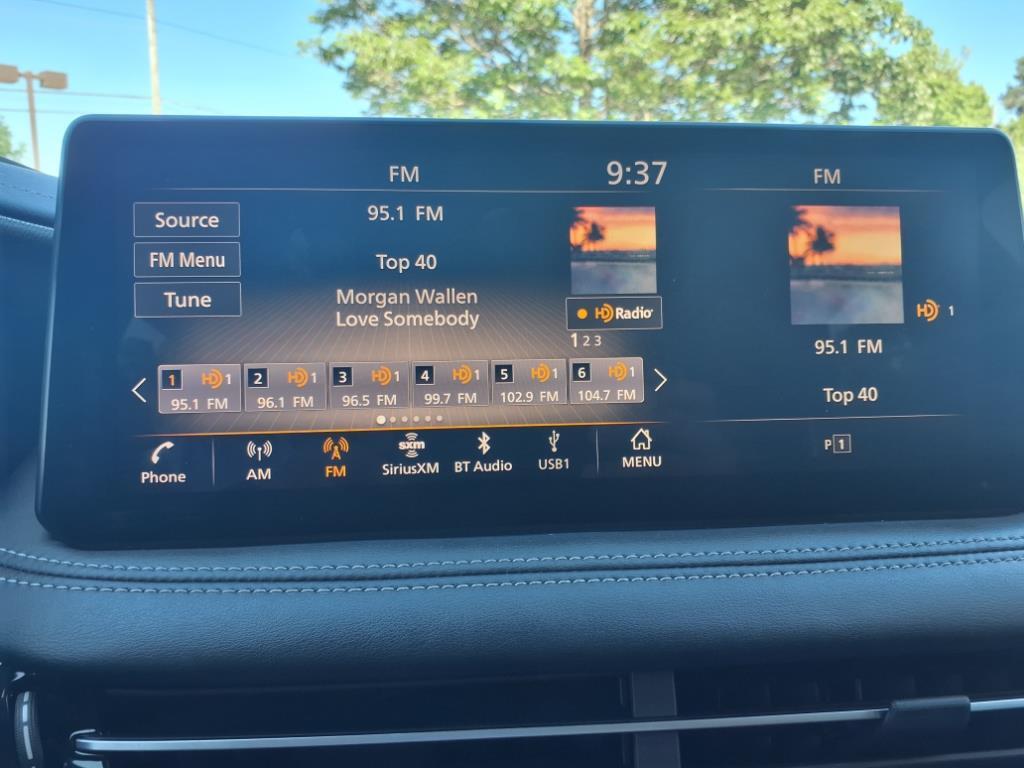 FM
9:37
FM
Source
FM Menu
Tune
95.1 FM
Top 40
Morgan Wallen
Love Somebody
HD Radio
1 2 3
1 HD 1
95.1 FM
2 HD 1
96.1 FM
3 HD 1
96.5 FM
4 HD 1
99.7 FM
5 HD 1
102.9 FM
6 HD 1
104.7 FM
Phone
AM
FM
sxm
SiriusXM
BT Audio
USB1
MENU
HD 1
95.1 FM
Top 40
P 1